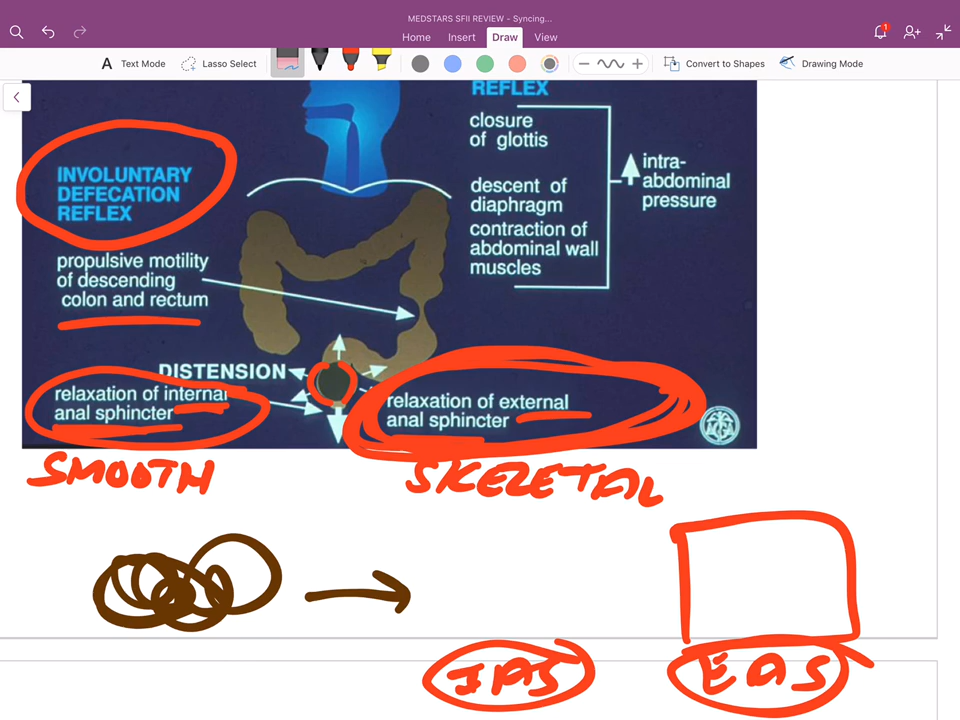 MEDSTARS SFII REVIEW - Syncing...
Home Insert Draw View
1
A Text Mode Lasso Select Convert to Shapes Drawing Mode
REFLEX
closure
of glottis
intra-
abdominal
pressure
descent of
diaphragm
contraction of
abdominal wall
muscles
INVOLUNTARY
DEFECATION
REFLEX
propulsive motility
of descending
colon and rectum
DISTENSION
relaxation of internal
anal sphincter
relaxation of external
anal sphincter
SMOOTH
SKELETAL
IAS
EAS